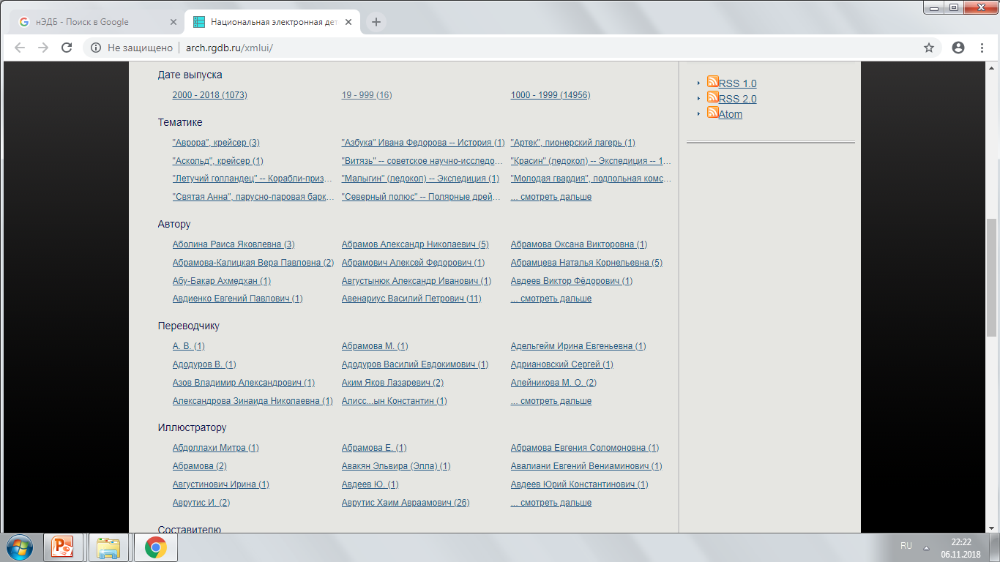 нЭДБ - Поиск в Google
Национальная электронная дет
Не защищено arch.rgdb.ru/xmlui/
Дате выпуска
2000 - 2018 (1073) 19 - 999 (16) 1000 - 1999 (14956)
Тематике
"Аврора", крейсер (3) "Азбука" Ивана Федорова -- История (1) "Артек", пионерский лагерь (1)
"Аскольд", крейсер (1) "Витязь" -- советское научно-исследо... "Красин" (ледокол) -- Экспедиция -- 1...
"Летучий голландец" -- Корабли-приз... "Малыгин" (ледокол) -- Экспедиция (1) "Молодая гвардия", подпольная комс...
"Святая Анна", парусно-паровая барк... "Северный полюс" -- Полярные дрей... ... смотреть дальше
Автору
Аболина Раиса Яковлевна (3) Абрамов Александр Николаевич (5) Абрамова Оксана Викторовна (1)
Абрамова-Калицкая Вера Павловна (2) Абрамович Алексей Федорович (1) Абрамцева Наталья Корнельевна (5)
Абу-Бакар Ахмедхан (1) Августынюк Александр Иванович (1) Авдеев Виктор Фёдорович (1)
Авдиенко Евгений Павлович (1) Авенариус Василий Петрович (11) ... смотреть дальше
Переводчику
А. В. (1) Абрамова М. (1) Адельгейм Ирина Евгеньевна (1)
Адодуров В. (1) Адодуров Василий Евдокимович (1) Адриановский Сергей (1)
Азов Владимир Александрович (1) Аким Яков Лазаревич (2) Алейникова М. О. (2)
Александрова Зинаида Николаевна (1) Алисс...ын Константин (1) ... смотреть дальше
Иллюстратору
Абдоллахи Митра (1) Абрамова Е. (1) Абрамова Евгения Соломоновна (1)
Абрамова (2) Авакян Эльвира (Элла) (1) Авалиани Евгений Вениаминович (1)
Августинович Ирина (1) Авдеев Ю. (1) Авдеев Юрий Константинович (1)
Аврутис И. (2) Аврутис Хаим Авраамович (26) ... смотреть дальше
Составителю
RSS 1.0
RSS 2.0
Atom
RU
22:22
06.11.2018